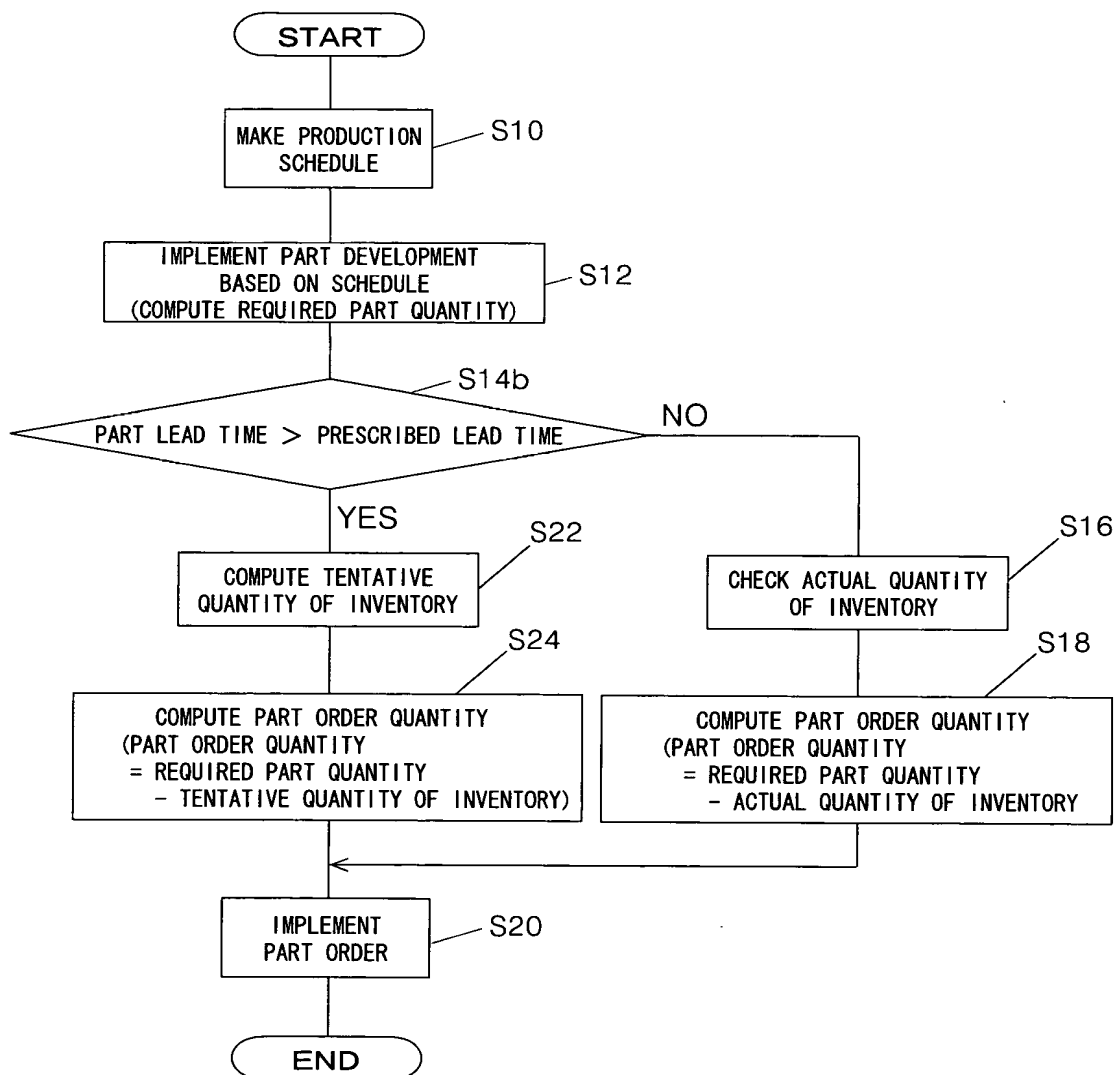 START
MAKE PRODUCTION
SCHEDULE
S10
IMPLEMENT PART DEVELOPMENT
BASED ON SCHEDULE
(COMPUTE REQUIRED PART QUANTITY)
S12
S14b
PART LEAD TIME > PRESCRIBED LEAD TIME
NO
YES
S22
COMPUTE TENTATIVE
QUANTITY OF INVENTORY
S16
CHECK ACTUAL QUANTITY
OF INVENTORY
S24
COMPUTE PART ORDER QUANTITY
(PART ORDER QUANTITY
= REQUIRED PART QUANTITY
- TENTATIVE QUANTITY OF INVENTORY)
S18
COMPUTE PART ORDER QUANTITY
(PART ORDER QUANTITY
= REQUIRED PART QUANTITY
- ACTUAL QUANTITY OF INVENTORY
IMPLEMENT
PART ORDER
S20
END